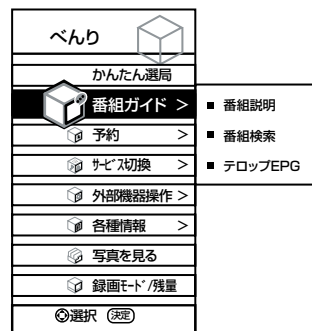 べんり
かんたん選局
番組ガイド >
■ 番組説明
予約 >
■ 番組検索
サービス切換 >
■ テロップEPG
外部機器操作 >
各種情報 >
写真を見る
録画モード/残量
選択 決定